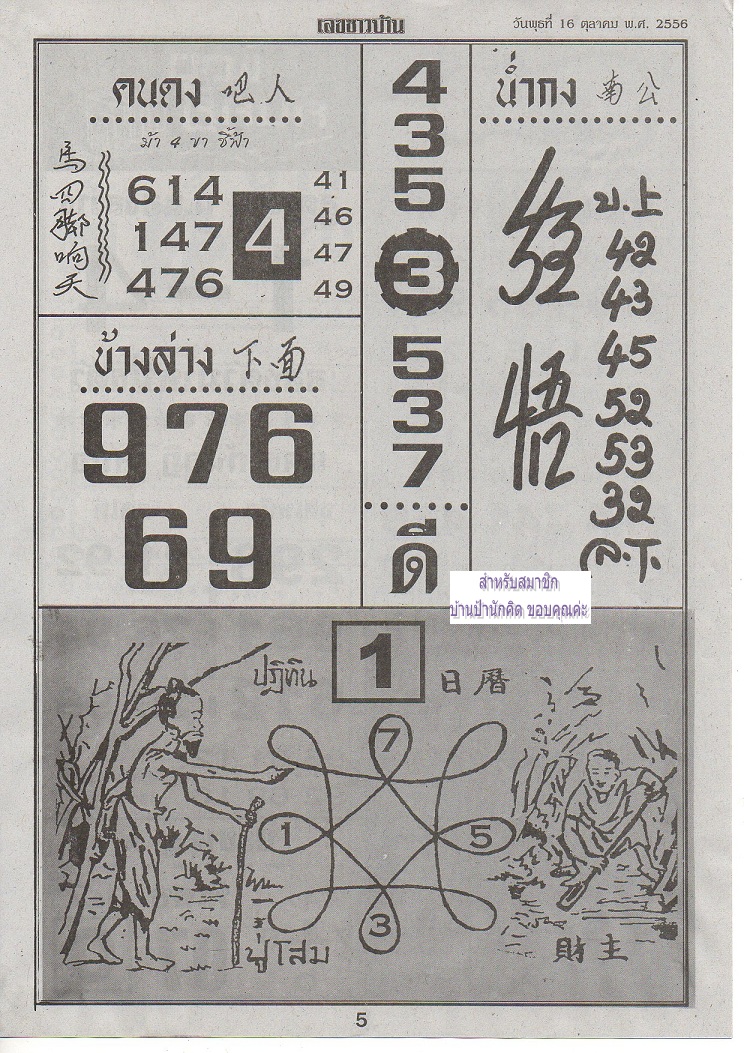 เลขชาวบ้าน
วันพุธที่ 16 ตุลาคม พ.ศ. 2556
คนดง 吧人
ม้า 4 ขา ชี้ฟ้า
馬四腳响天
614
147
476
4
41
46
47
49
ข้างล่าง 下面
976
69
4
3
5
3
5
3
7
ดี
น่ำกง 南公
บ.上
42
43
45
52
53
32
ล.ท.
สำหรับสมาชิก
บ้านป้านักคิด ขอบคุณค่ะ
ปฏิทิน 1 日曆
7
1
5
3
ปู่โสม
財主
5